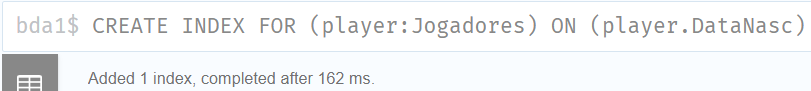 bda1$ CREATE INDEX FOR (player:Jogadores) ON (player.DataNasc)
Added 1 index, completed after 162 ms.